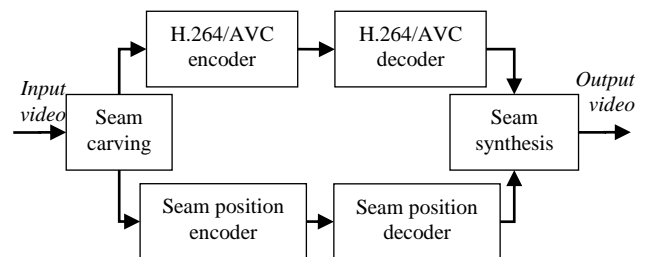 H.264/AVC
encoder
H.264/AVC
decoder
Input
video
Seam
carving
Seam
synthesis
Output
video
Seam position
encoder
Seam position
decoder